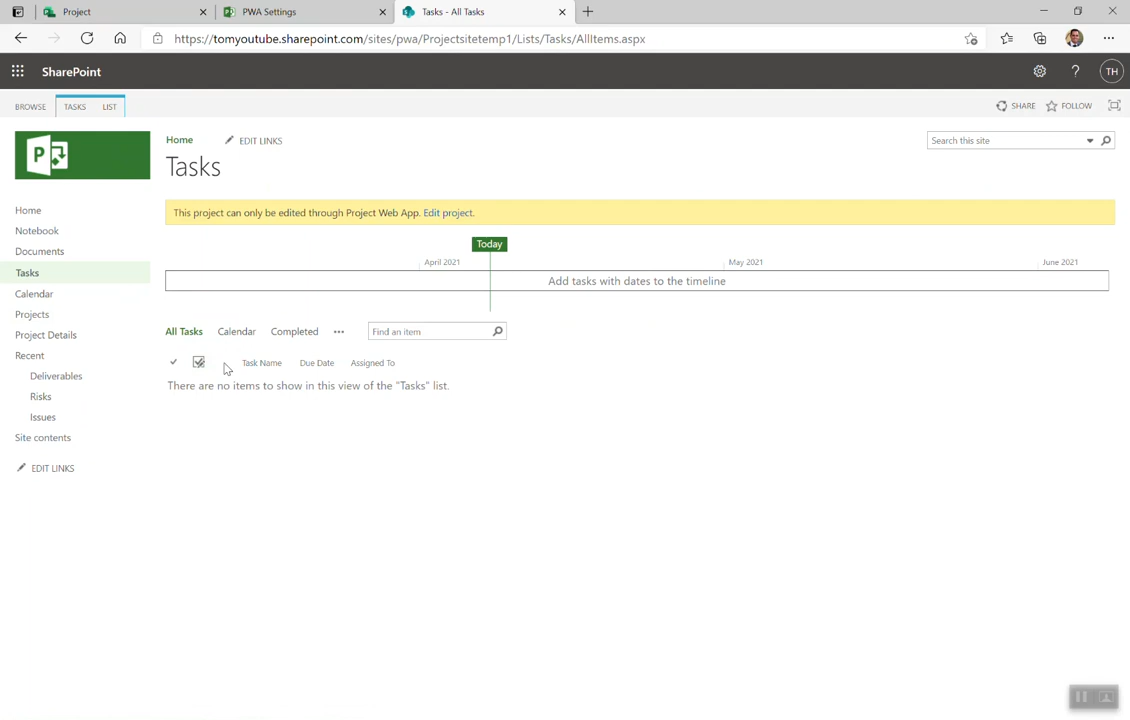 Project
PWA Settings
Tasks - All Tasks
https://tomyoutube.sharepoint.com/sites/pwa/Projectsitetemp1/Lists/Tasks/AllItems.aspx
SharePoint
?
TH
BROWSE TASKS LIST
SHARE FOLLOW
P
Home EDIT LINKS
Search this site
Tasks
This project can only be edited through Project Web App. Edit project.
Today
April 2021 May 2021 June 2021
Add tasks with dates to the timeline
All Tasks Calendar Completed ••• Find an item
Task Name Due Date Assigned To
There are no items to show in this view of the "Tasks" list.
Home
Notebook
Documents
Tasks
Calendar
Projects
Project Details
Recent
Deliverables
Risks
Issues
Site contents
EDIT LINKS